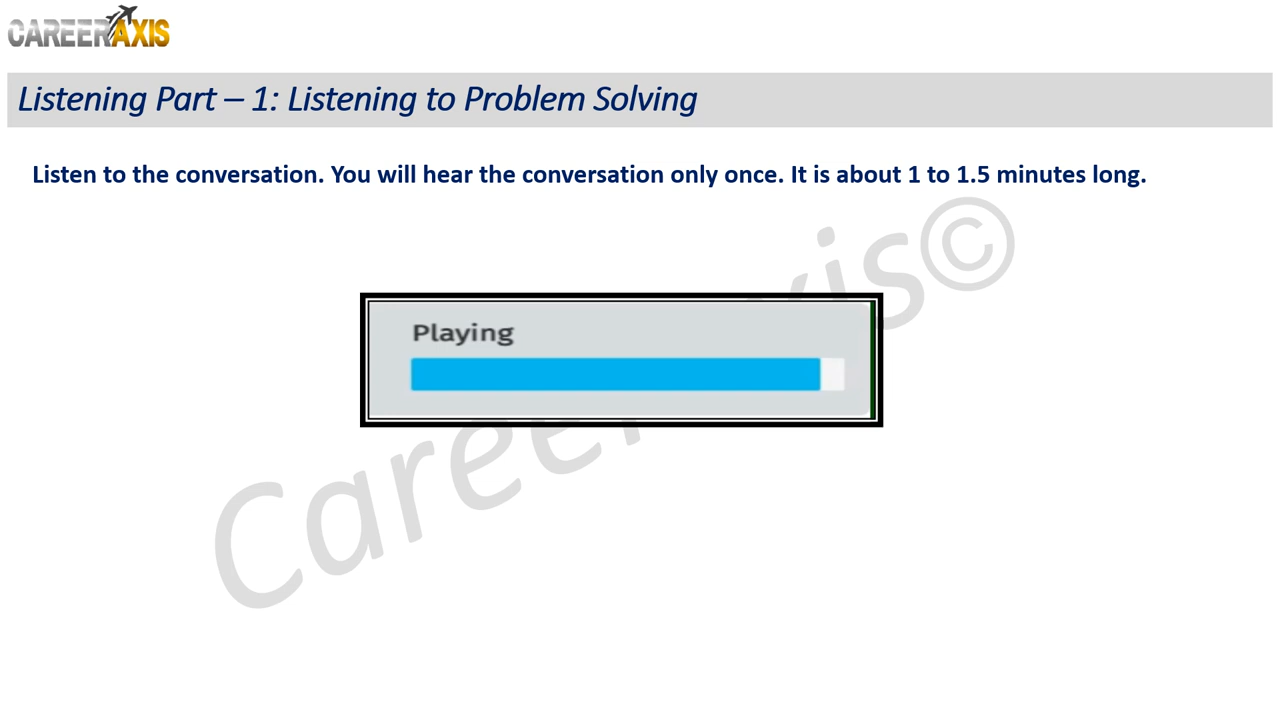 CAREERAXIS
Listening Part – 1: Listening to Problem Solving
Listen to the conversation. You will hear the conversation only once. It is about 1 to 1.5 minutes long.
Playing